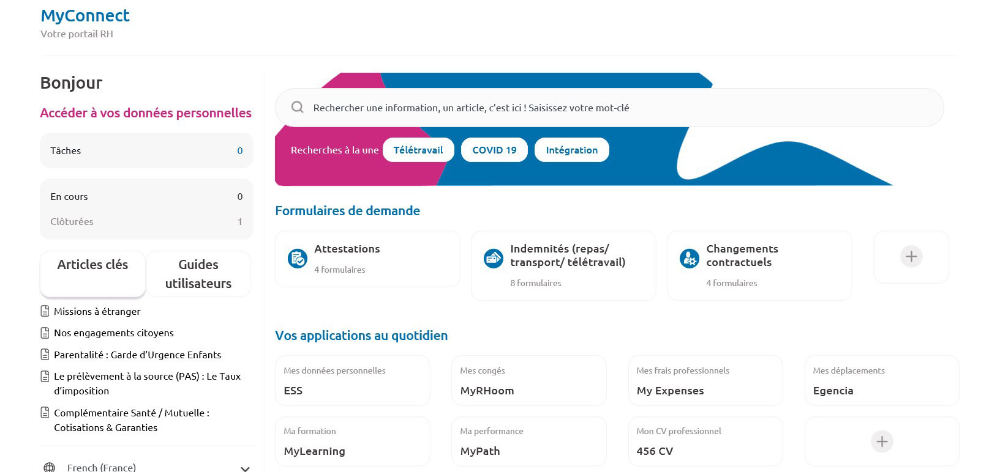 MyConnect
Votre portail RH
Bonjour
Accéder à vos données personnelles
Tâches 0
En cours 0
Clôturées 1
Articles clés
Guides
utilisateurs
Missions à étranger
Nos engagements citoyens
Parentalité : Garde d’Urgence Enfants
Le prélèvement à la source (PAS) : Le Taux
d’imposition
Complémentaire Santé / Mutuelle :
Cotisations & Garanties
French (France)
Rechercher une information, un article, c’est ici ! Saisissez votre mot-clé
Recherches à la une Télétravail COVID 19 Intégration
Formulaires de demande
Attestations
4 formulaires
Indemnités (repas/
transport/ télétravail)
8 formulaires
Changements
contractuels
4 formulaires
Vos applications au quotidien
Mes données personnelles
ESS
Mes congés
MyRHoom
Mes frais professionnels
My Expenses
Mes déplacements
Egencia
Ma formation
MyLearning
Ma performance
MyPath
Mon CV professionnel
456 CV